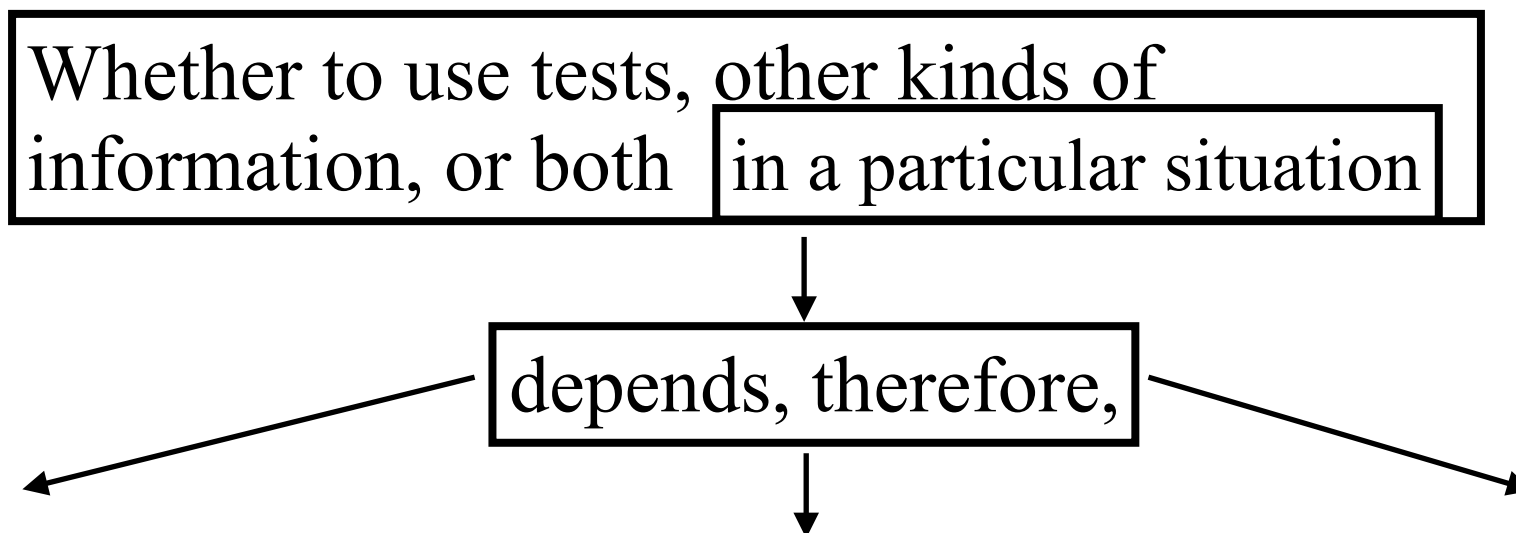 Whether to use tests, other kinds of
information, or both in a particular situation
depends, therefore,